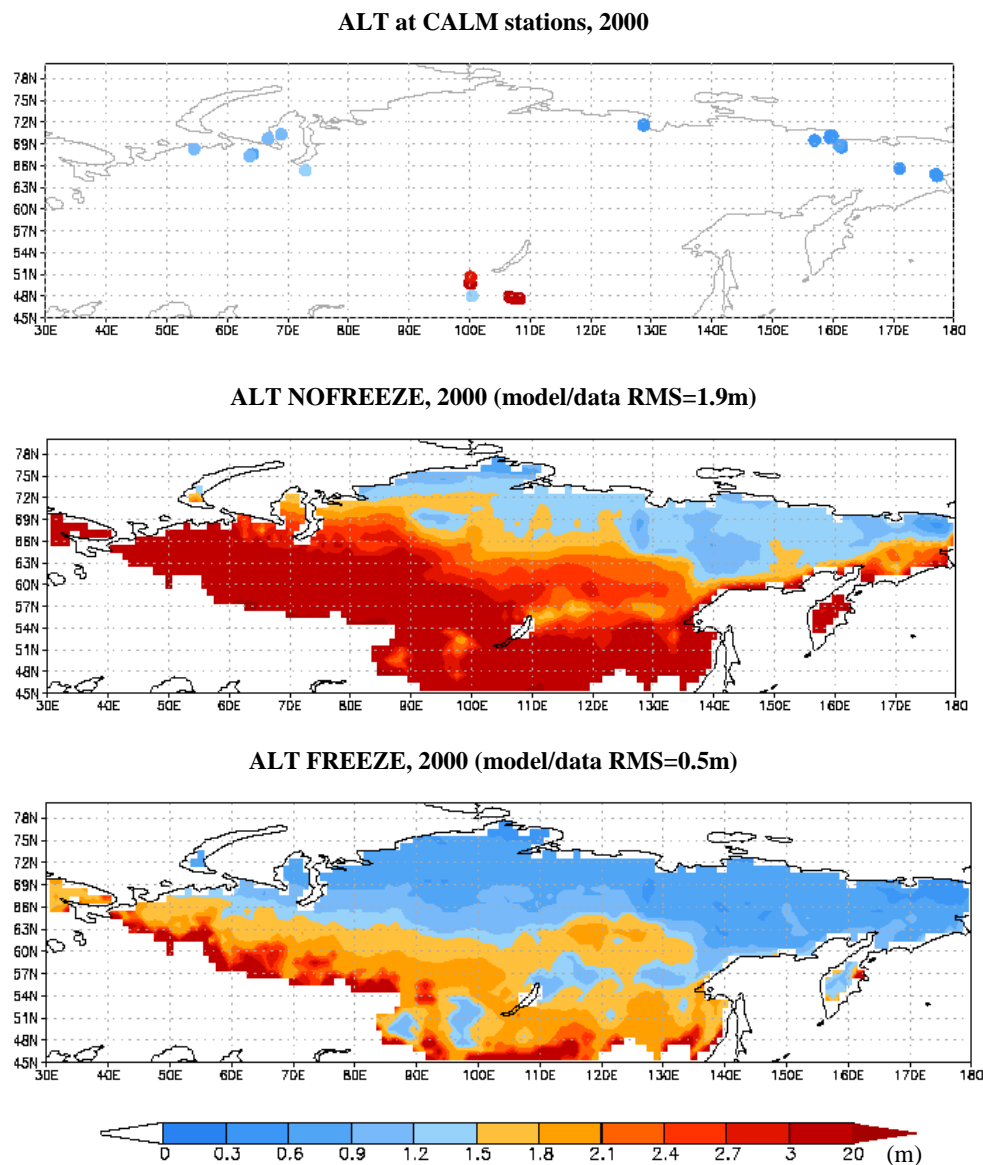 ALT at CALM stations, 2000
78N
75N
72N
69N
66N
63N
60N
57N
54N
51N
48N
45N
30E 40E 50E 60E 70E 80E 90E 100E 110E 120E 130E 140E 150E 160E 170E 180
ALT NOFREEZE, 2000 (model/data RMS=1.9m)
78N
75N
72N
69N
66N
63N
60N
57N
54N
51N
48N
45N
30E 40E 50E 60E 70E 80E 90E 100E 110E 120E 130E 140E 150E 160E 170E 180
ALT FREEZE, 2000 (model/data RMS=0.5m)
78N
75N
72N
69N
66N
63N
60N
57N
54N
51N
48N
45N
30E 40E 50E 60E 70E 80E 90E 100E 110E 120E 130E 140E 150E 160E 170E 180
0 0.3 0.6 0.9 1.2 1.5 1.8 2.1 2.4 2.7 3 20 (m)